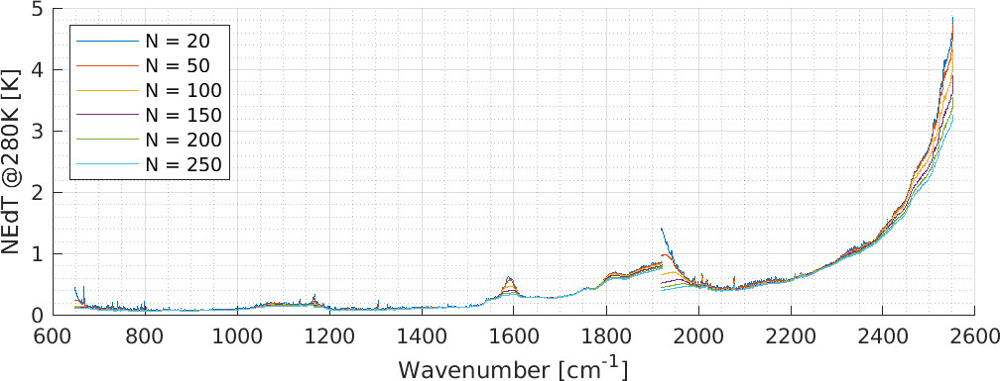 5
4
3
2
1
0
NEdT @280K [K]
N = 20
N = 50
N = 100
N = 150
N = 200
N = 250
600 800 1000 1200 1400 1600 1800 2000 2200 2400 2600
Wavenumber [cm-1]